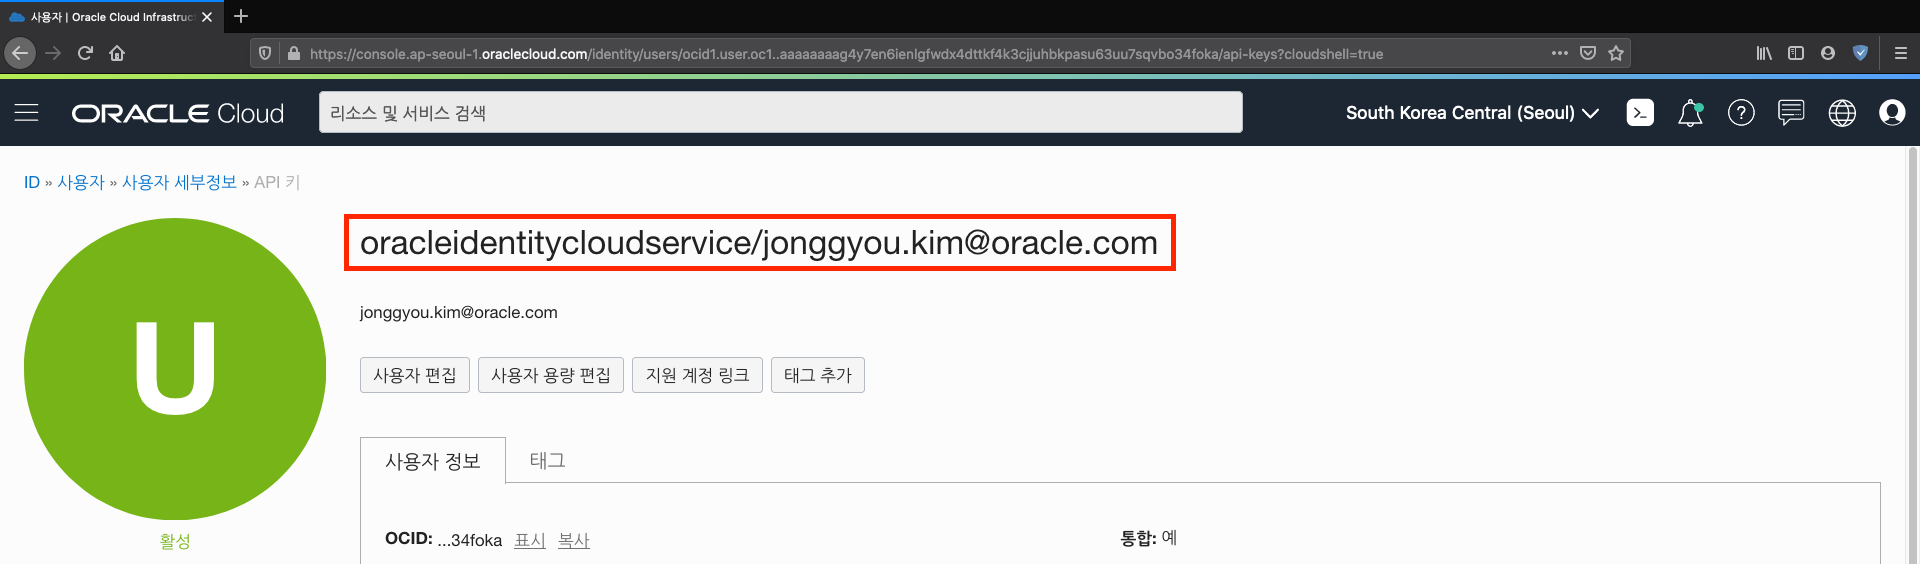 사용자 | Oracle Cloud Infrastruct
https://console.ap-seoul-1.oraclecloud.com/identity/users/ocid1.user.oc1..aaaaaaaag4y7en6ienlgfwdx4dttkf4k3cjjuhbkpasu63uu7sqvbo34foka/api-keys?cloudshell=true
ORACLE Cloud
리소스 및 서비스 검색
South Korea Central (Seoul)
ID » 사용자 » 사용자 세부정보 » API 키
U
활성
oracleidentitycloudservice/jonggyou.kim@oracle.com
jonggyou.kim@oracle.com
사용자 편집 사용자 용량 편집 지원 계정 링크 태그 추가
사용자 정보 태그
OCID: ...34foka 표시 복사 통합: 예